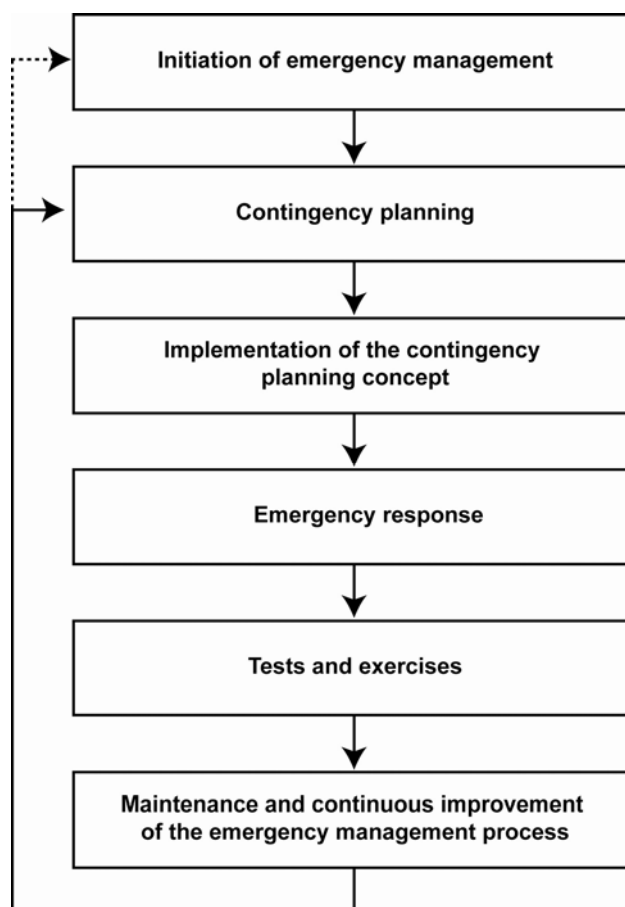 Initiation of emergency management
Contingency planning
Implementation of the contingency
planning concept
Emergency response
Tests and exercises
Maintenance and continuous improvement
of the emergency management process